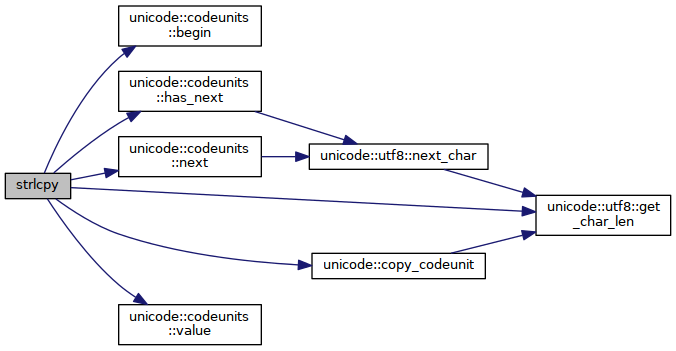 unicode::codeunits
::begin
unicode::codeunits
::has_next
unicode::codeunits
::next
unicode::utf8::next_char
strlcpy
unicode::utf8::get
_char_len
unicode::copy_codeunit
unicode::codeunits
::value